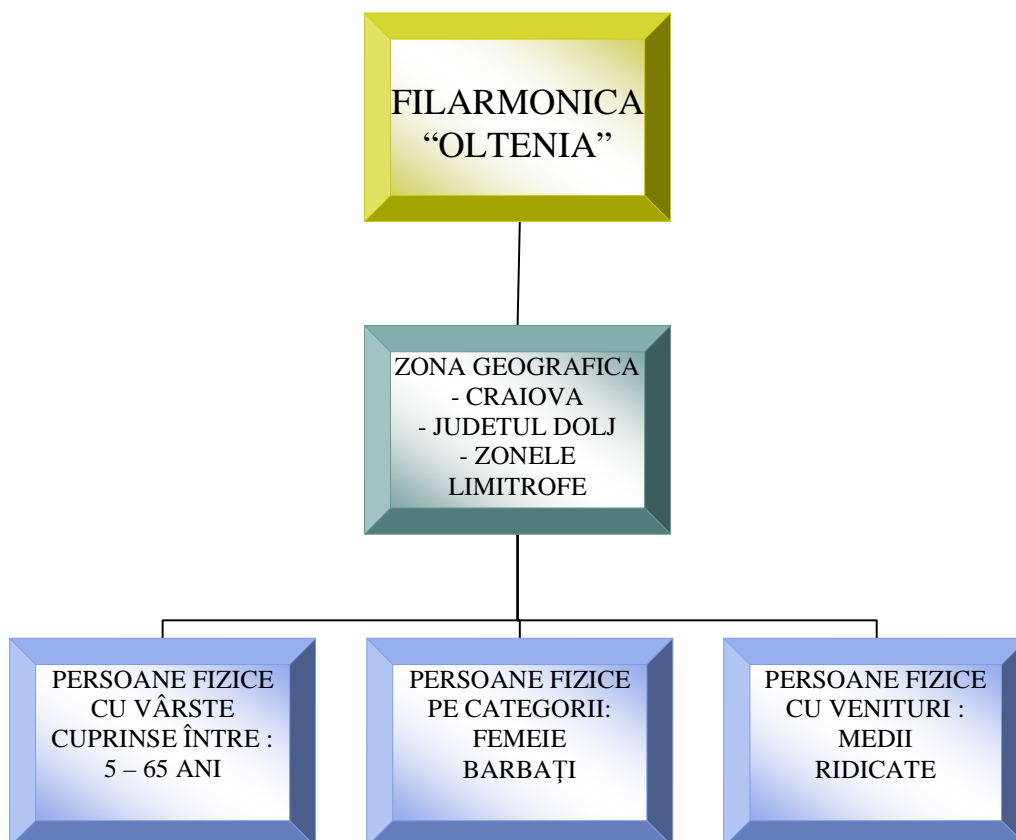 FILARMONICA
“OLTENIA”
ZONA GEOGRAFICA
- CRAIOVA
- JUDETUL DOLJ
- ZONELE
LIMITROFE
PERSOANE FIZICE
CU VÂRSTE
CUPRINSE ÎNTRE :
5 – 65 ANI
PERSOANE FIZICE
PE CATEGORII:
FEMEIE
BARBAŢI
PERSOANE FIZICE
CU VENITURI :
MEDII
RIDICATE